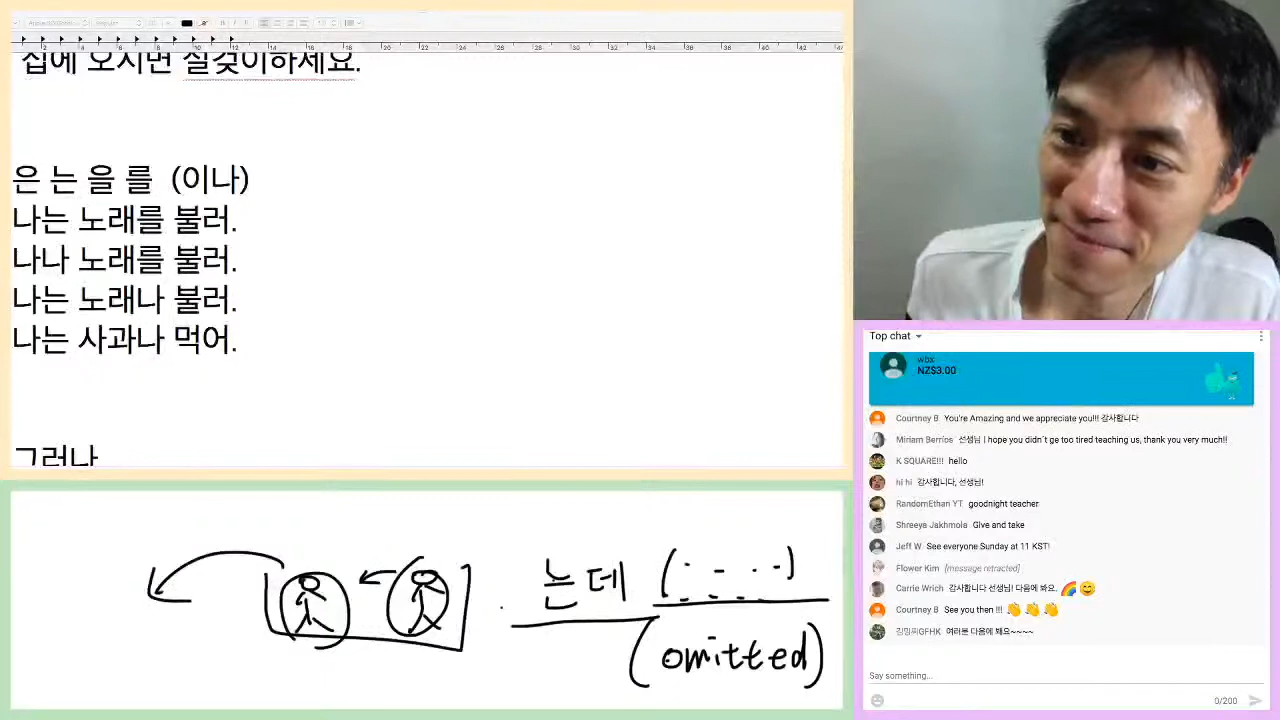 집에 오시면 실컷이하세요.
은 는 을 를 (이나)
나는 노래를 불러.
나나 노래를 불러.
나는 노래나 불러.
나는 사과나 먹어.
그러나
는데 (- - - -)
(omitted)
Top chat
wbx
NZ$3.00
Courtney B You're Amazing and we appreciate you!!! 감사합니다
Miriam Berrios 선생님 I hope you didn´t ge too tired teaching us, thank you very much!!
K SQUARE!!! hello
hi hi 감사합니다, 선생님!
RandomEthan YT goodnight teacher
Shreeya Jakhmola Give and take
Jeff W See everyone Sunday at 11 KST!
Flower Kim [message retracted]
Carrie Wrich 감사합니다 선생님! 다음에 봐요. 🌈😊
Courtney B See you then !!! 👏👏👏
여러분 다음에 봬요~~~~
Say something...
0/200